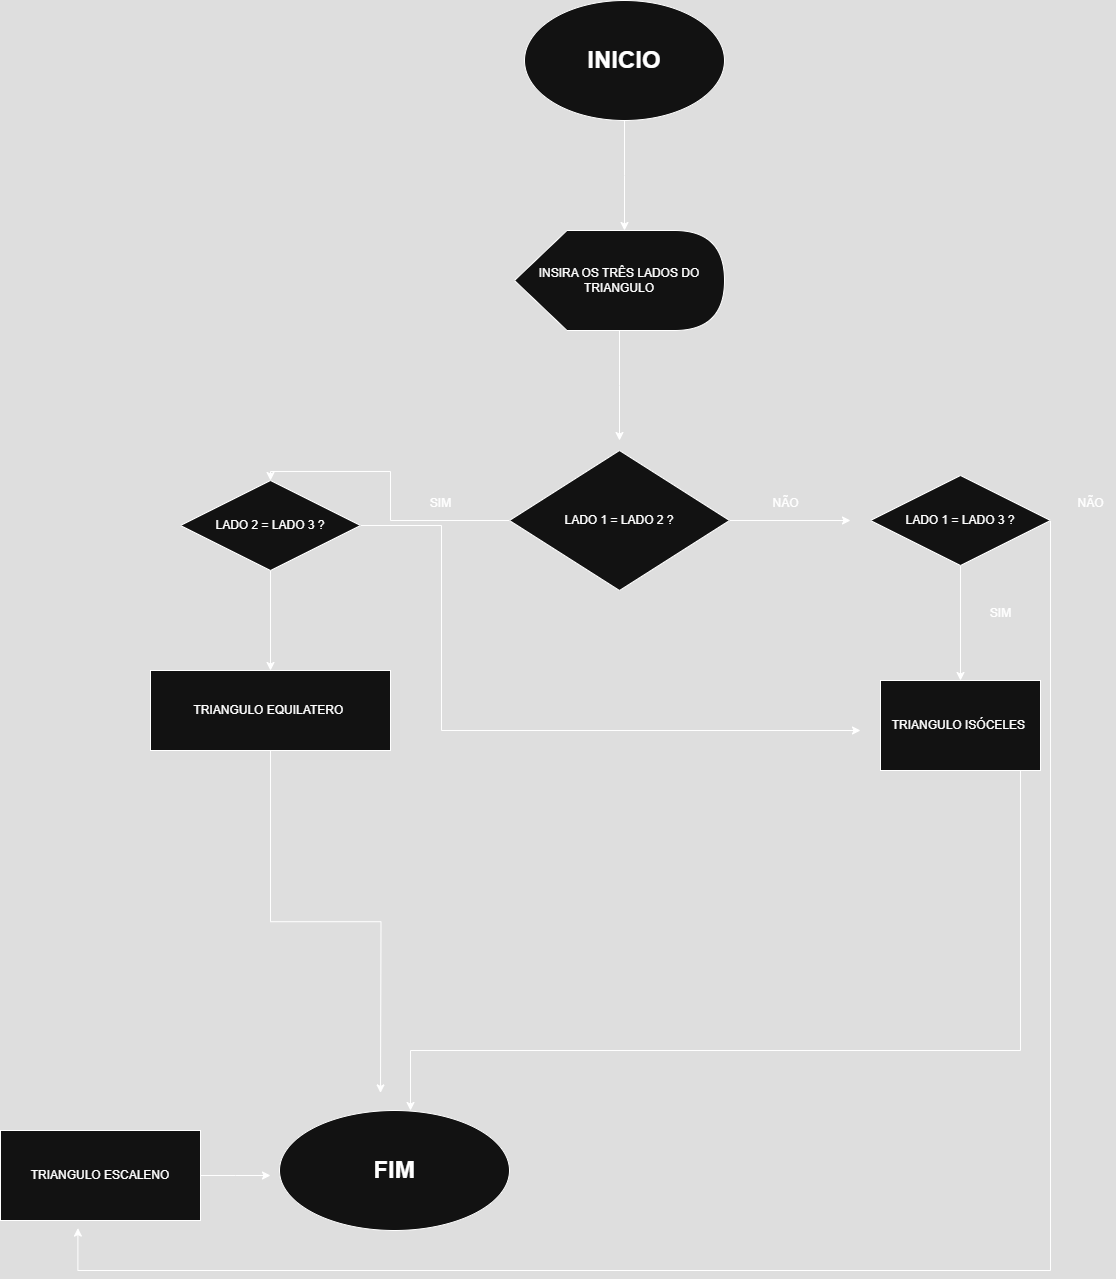 INICIO
INSIRA OS TRÊS LADOS DO
TRIANGULO
SIM
NÃO
NÃO
LADO 2 = LADO 3 ?
LADO 1 = LADO 2 ?
LADO 1 = LADO 3 ?
SIM
TRIANGULO EQUILATERO
TRIANGULO ISÓCELES
TRIANGULO ESCALENO
FIM